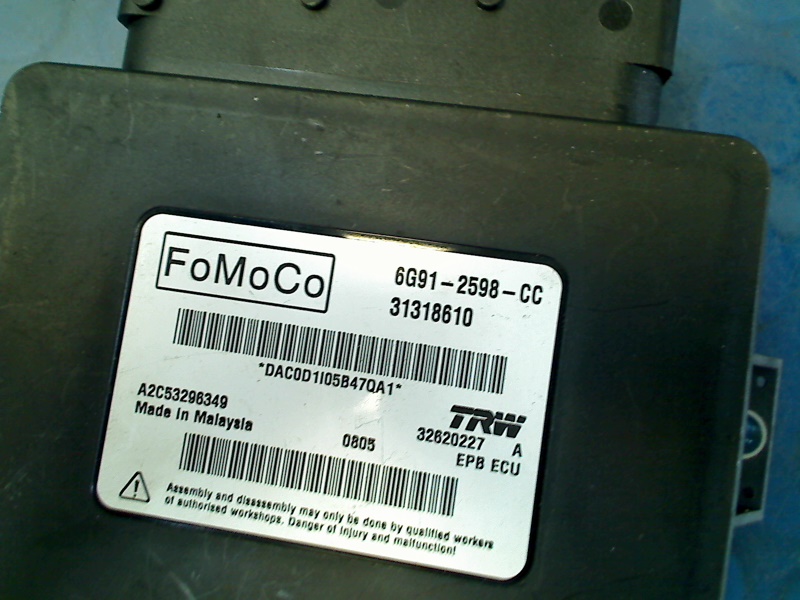 FoMoCo
6G91-2598-CC
31318610
*DAC0D1I05B47QA1*
A2C53296349
Made in Malaysia
0805
TRW
32620227 A
EPB ECU
Assembly and disassembly may only be done by qualified workers
of authorised workshops. Danger of injury and malfunction!